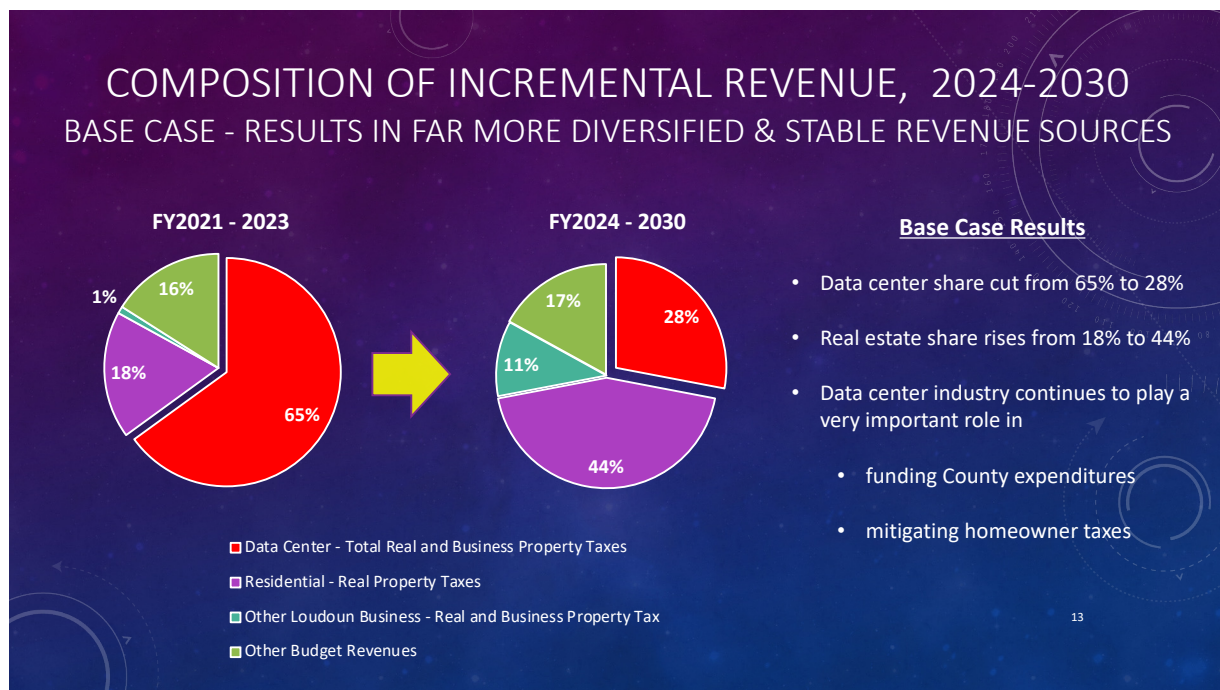 COMPOSITION OF INCREMENTAL REVENUE, 2024-2030
BASE CASE - RESULTS IN FAR MORE DIVERSIFIED & STABLE REVENUE SOURCES
FY2021 - 2023
1%
16%
18%
65%
FY2024 - 2030
17%
28%
11%
44%
Data Center - Total Real and Business Property Taxes
Residential - Real Property Taxes
Other Loudoun Business - Real and Business Property Tax
Other Budget Revenues
Base Case Results
• Data center share cut from 65% to 28%
• Real estate share rises from 18% to 44%
• Data center industry continues to play a
very important role in
• funding County expenditures
• mitigating homeowner taxes
13